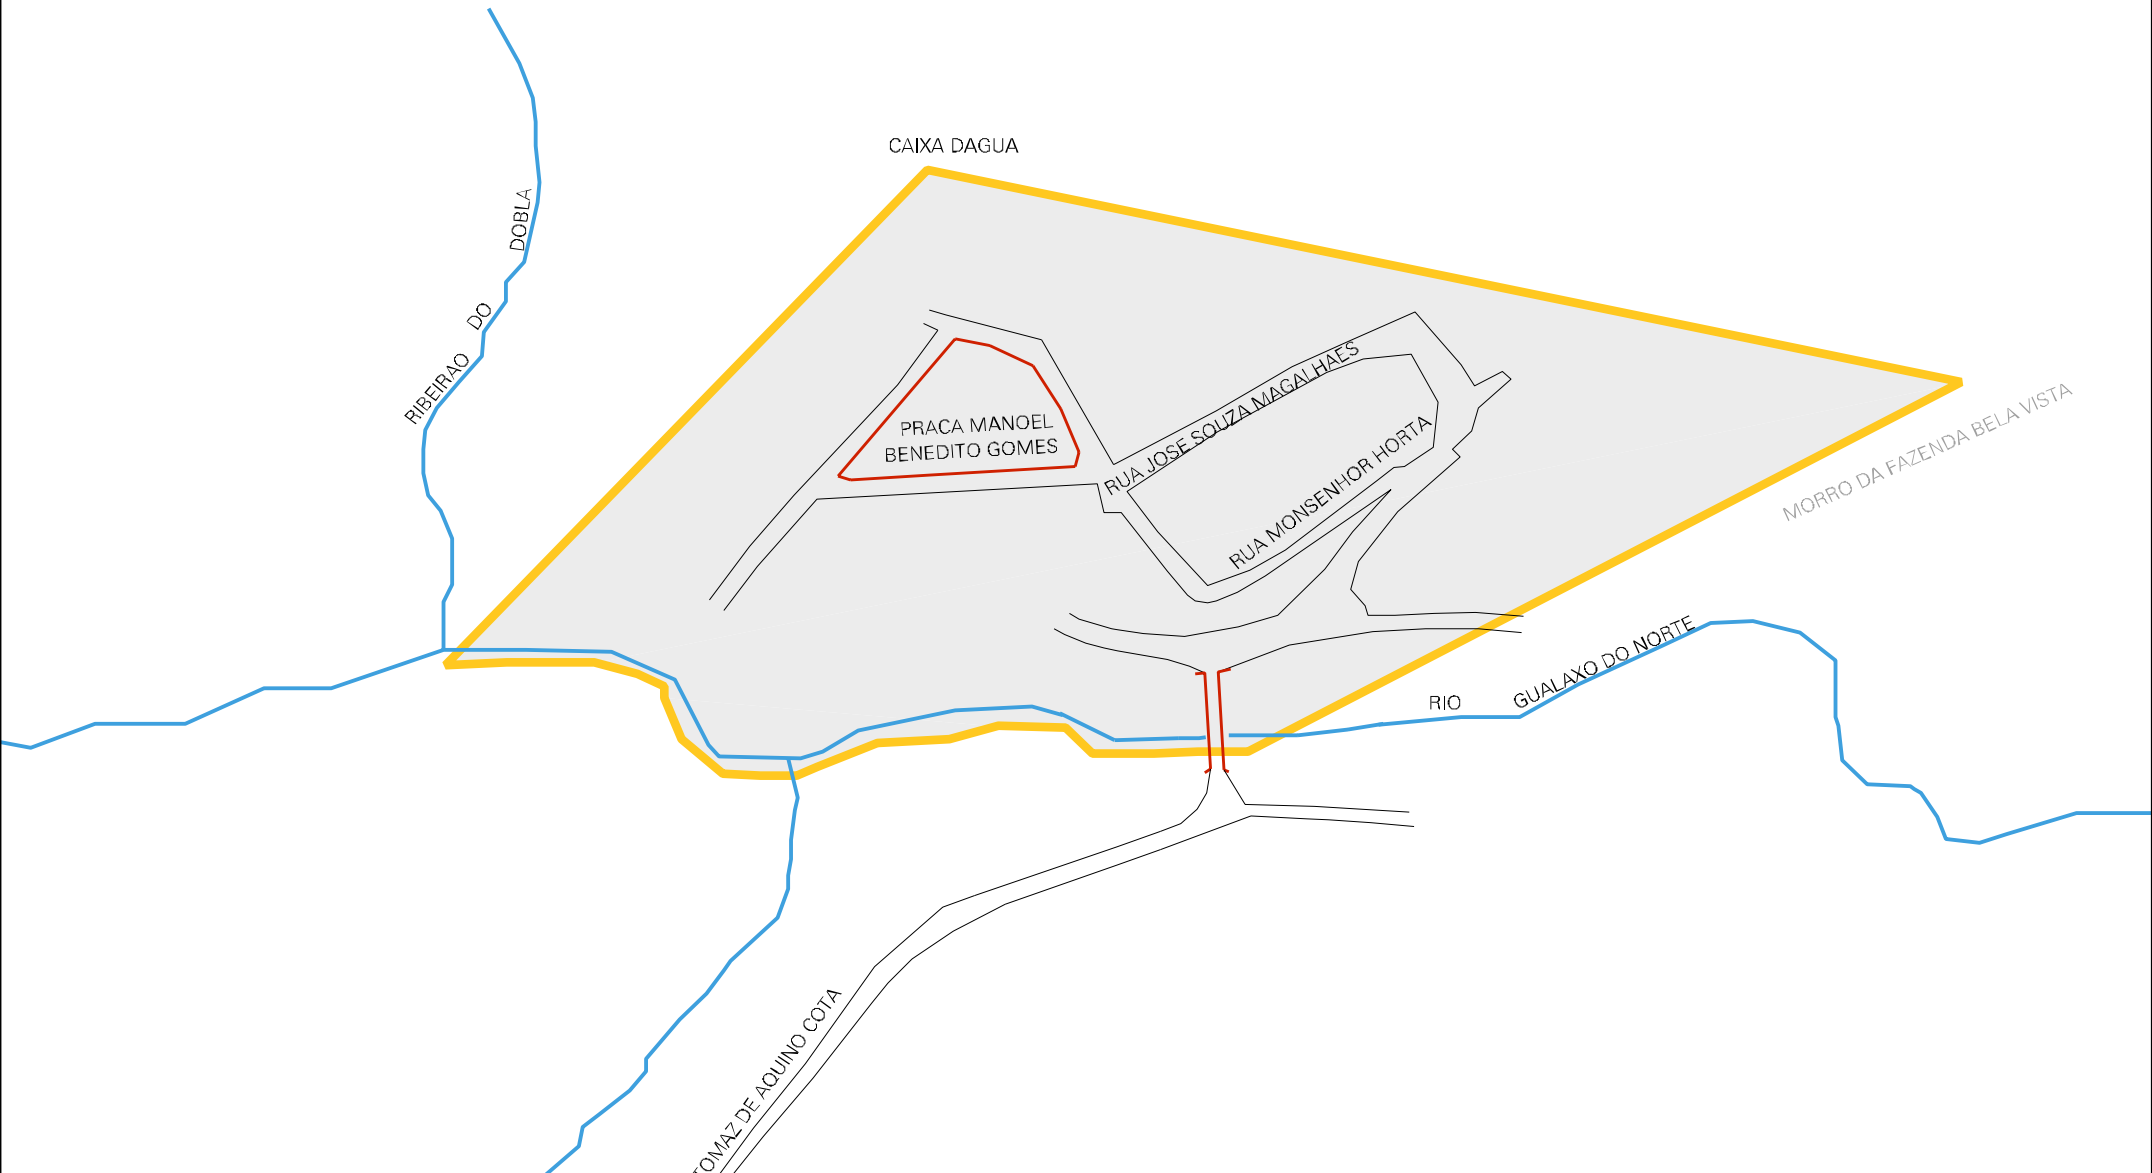 CAIXA DAGUA
RIBEIRAO DO DOBLA
PRACA MANOEL
BENEDITO GOMES
RUA JOSE SOUZA MAGALHAES
RUA MONSENHOR HORTA
MORRO DA FAZENDA BELA VISTA
RIO GUALAXO DO NORTE
TOMAZ DE AQUINO COTA